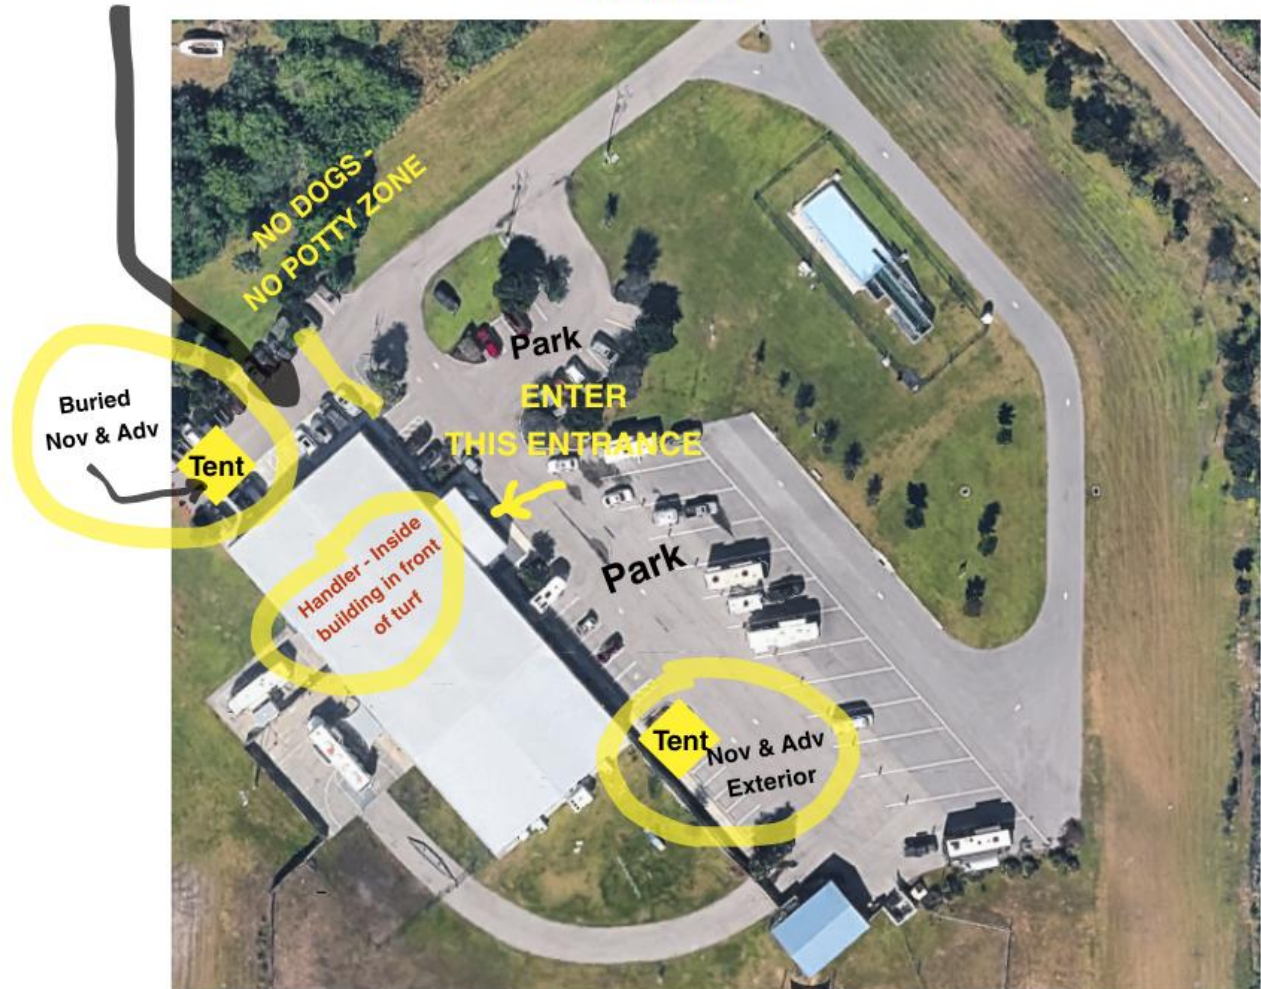 NO DOGS -
NO POTTY ZONE
Park
ENTER
THIS ENTRANCE
Buried
Nov & Adv
Tent
Handler - Inside
building in front
of turf
Park
Tent
Nov & Adv
Exterior